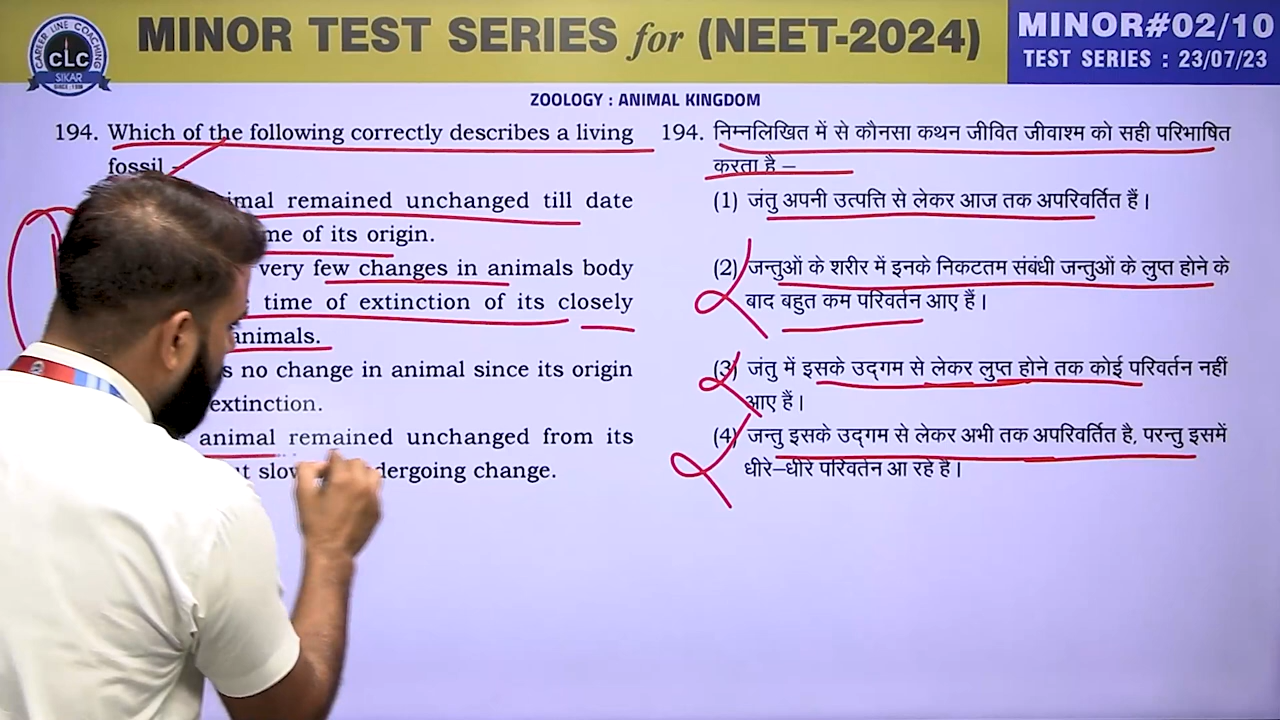 CAREER LINE COACHING
CLC
SIKAR
SINCE : 1996
MINOR TEST SERIES for (NEET-2024)
MINOR#02/10
TEST SERIES : 23/07/23
ZOOLOGY : ANIMAL KINGDOM
194. Which of the following correctly describes a living
fossil –
remained unchanged till date
of its origin.
very few changes in animals body
time of extinction of its closely
animals.
no change in animal since its origin
extinction.
animal remained unchanged from its
change.
194. निम्नलिखित में से कौनसा कथन जीवित जीवाश्म को सही परिभाषित
करता है –
(1) जंतु अपनी उत्पत्ति से लेकर आज तक अपरिवर्तित हैं।
(2) जन्तुओं के शरीर में इनके निकटतम संबंधी जन्तुओं के लुप्त होने के
बाद बहुत कम परिवर्तन आए हैं।
(3) जंतु में इसके उद्गम से लेकर लुप्त होने तक कोई परिवर्तन नहीं
आए हैं।
(4) जन्तु इसके उद्गम से लेकर अभी तक अपरिवर्तित है, परन्तु इसमें
धीरे–धीरे परिवर्तन आ रहे है।